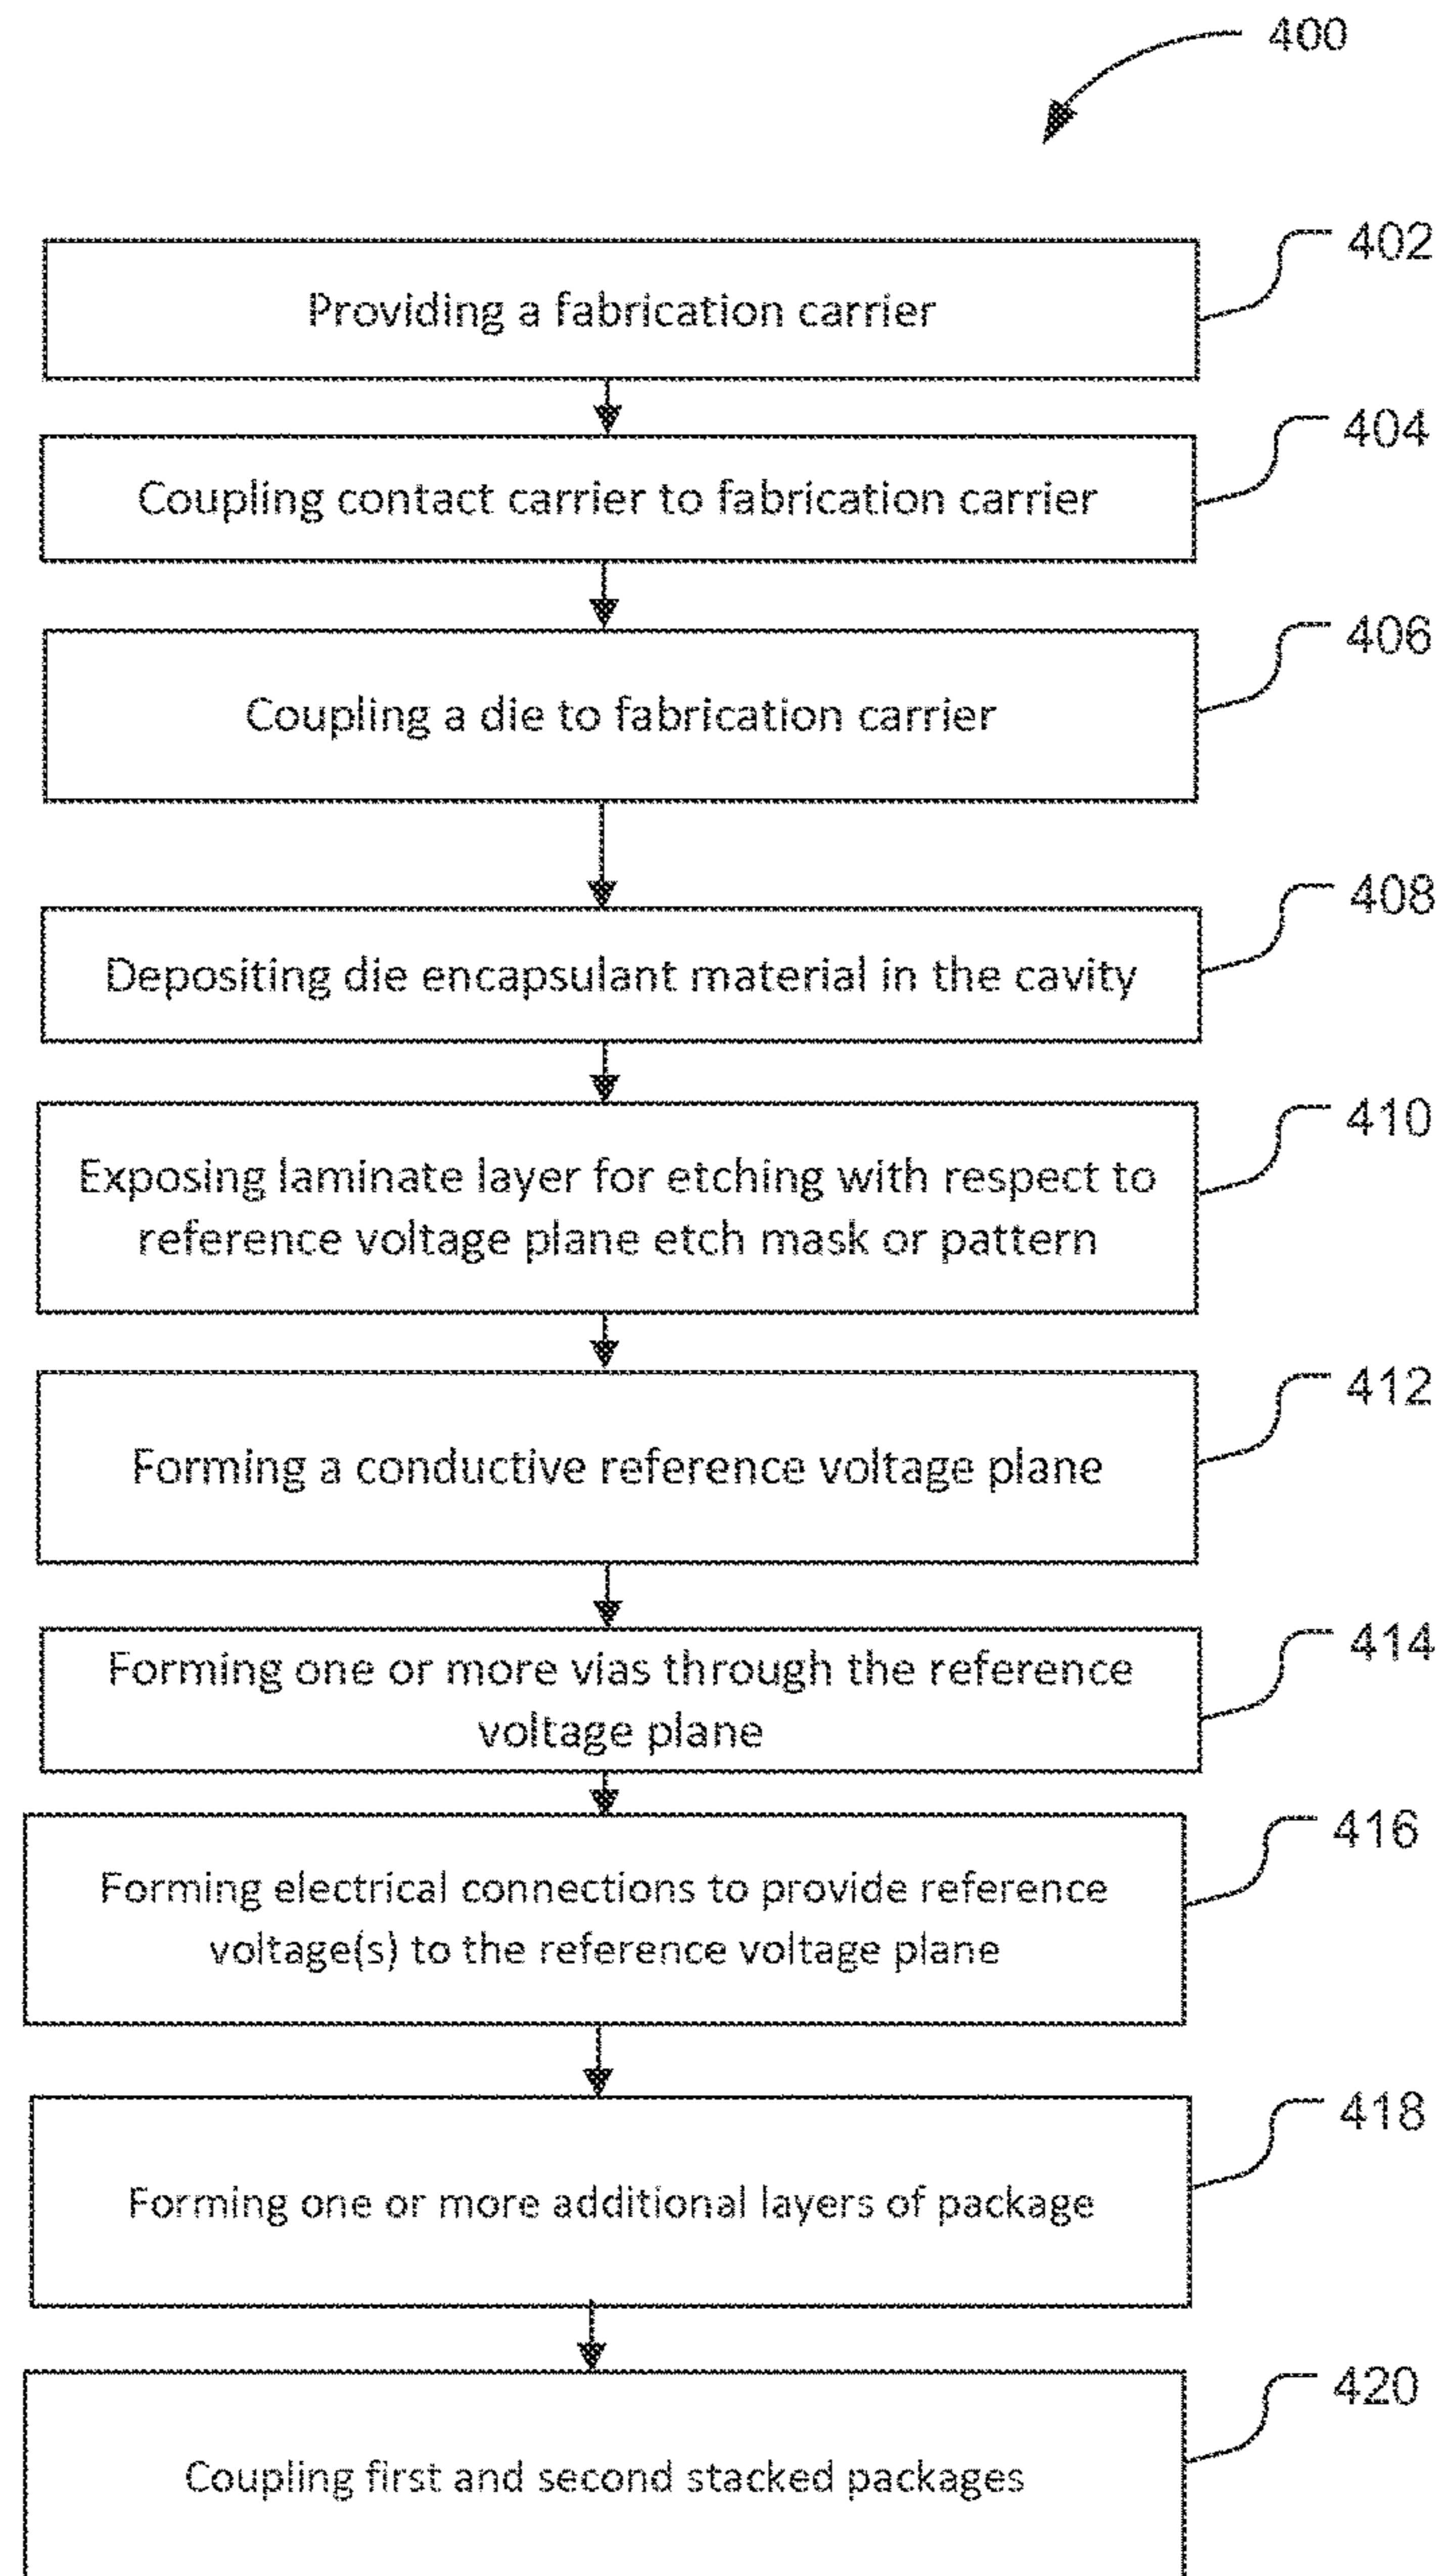 400
402
Providing a fabrication carrier
404
Coupling contact carrier to fabrication carrier
406
Coupling a die to fabrication carrier
408
Depositing die encapsulant material in the cavity
410
Exposing laminate layer for etching with respect to
reference voltage plane etch mask or pattern
412
Forming a conductive reference voltage plane
414
Forming one or more vias through the reference
voltage plane
416
Forming electrical connections to provide reference
voltage(s) to the reference voltage plane
418
Forming one or more additional layers of package
420
Coupling first and second stacked packages